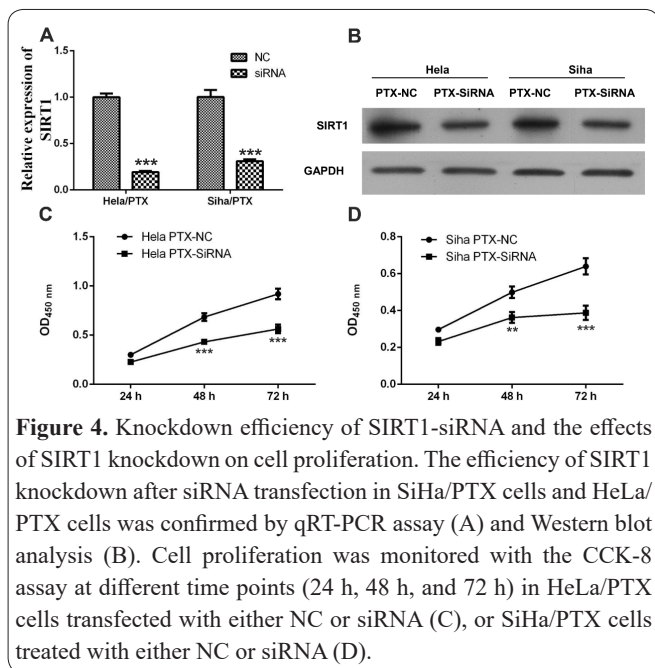 A
Relative expression of
SIRT1
1.5
1.0
0.5
0.0
NC
siRNA
***
***
Hela/PTX
Siha/PTX
B
Hela
Siha
PTX-NC
PTX-SiRNA
PTX-NC
PTX-SiRNA
SIRT1
GAPDH
C
Hela PTX-NC
Hela PTX-SiRNA
OD450 nm
1.5
1.0
0.5
0.0
***
***
24 h
48 h
72 h
D
Siha PTX-NC
Siha PTX-SiRNA
OD450 nm
0.8
0.6
0.4
0.2
0.0
**
***
24 h
48 h
72 h
Figure 4. Knockdown efficiency of SIRT1-siRNA and the effects
of SIRT1 knockdown on cell proliferation. The efficiency of SIRT1
knockdown after siRNA transfection in SiHa/PTX cells and HeLa/
PTX cells was confirmed by qRT-PCR assay (A) and Western blot
analysis (B). Cell proliferation was monitored with the CCK-8
assay at different time points (24 h, 48 h, and 72 h) in HeLa/PTX
cells transfected with either NC or siRNA (C), or SiHa/PTX cells
treated with either NC or siRNA (D).